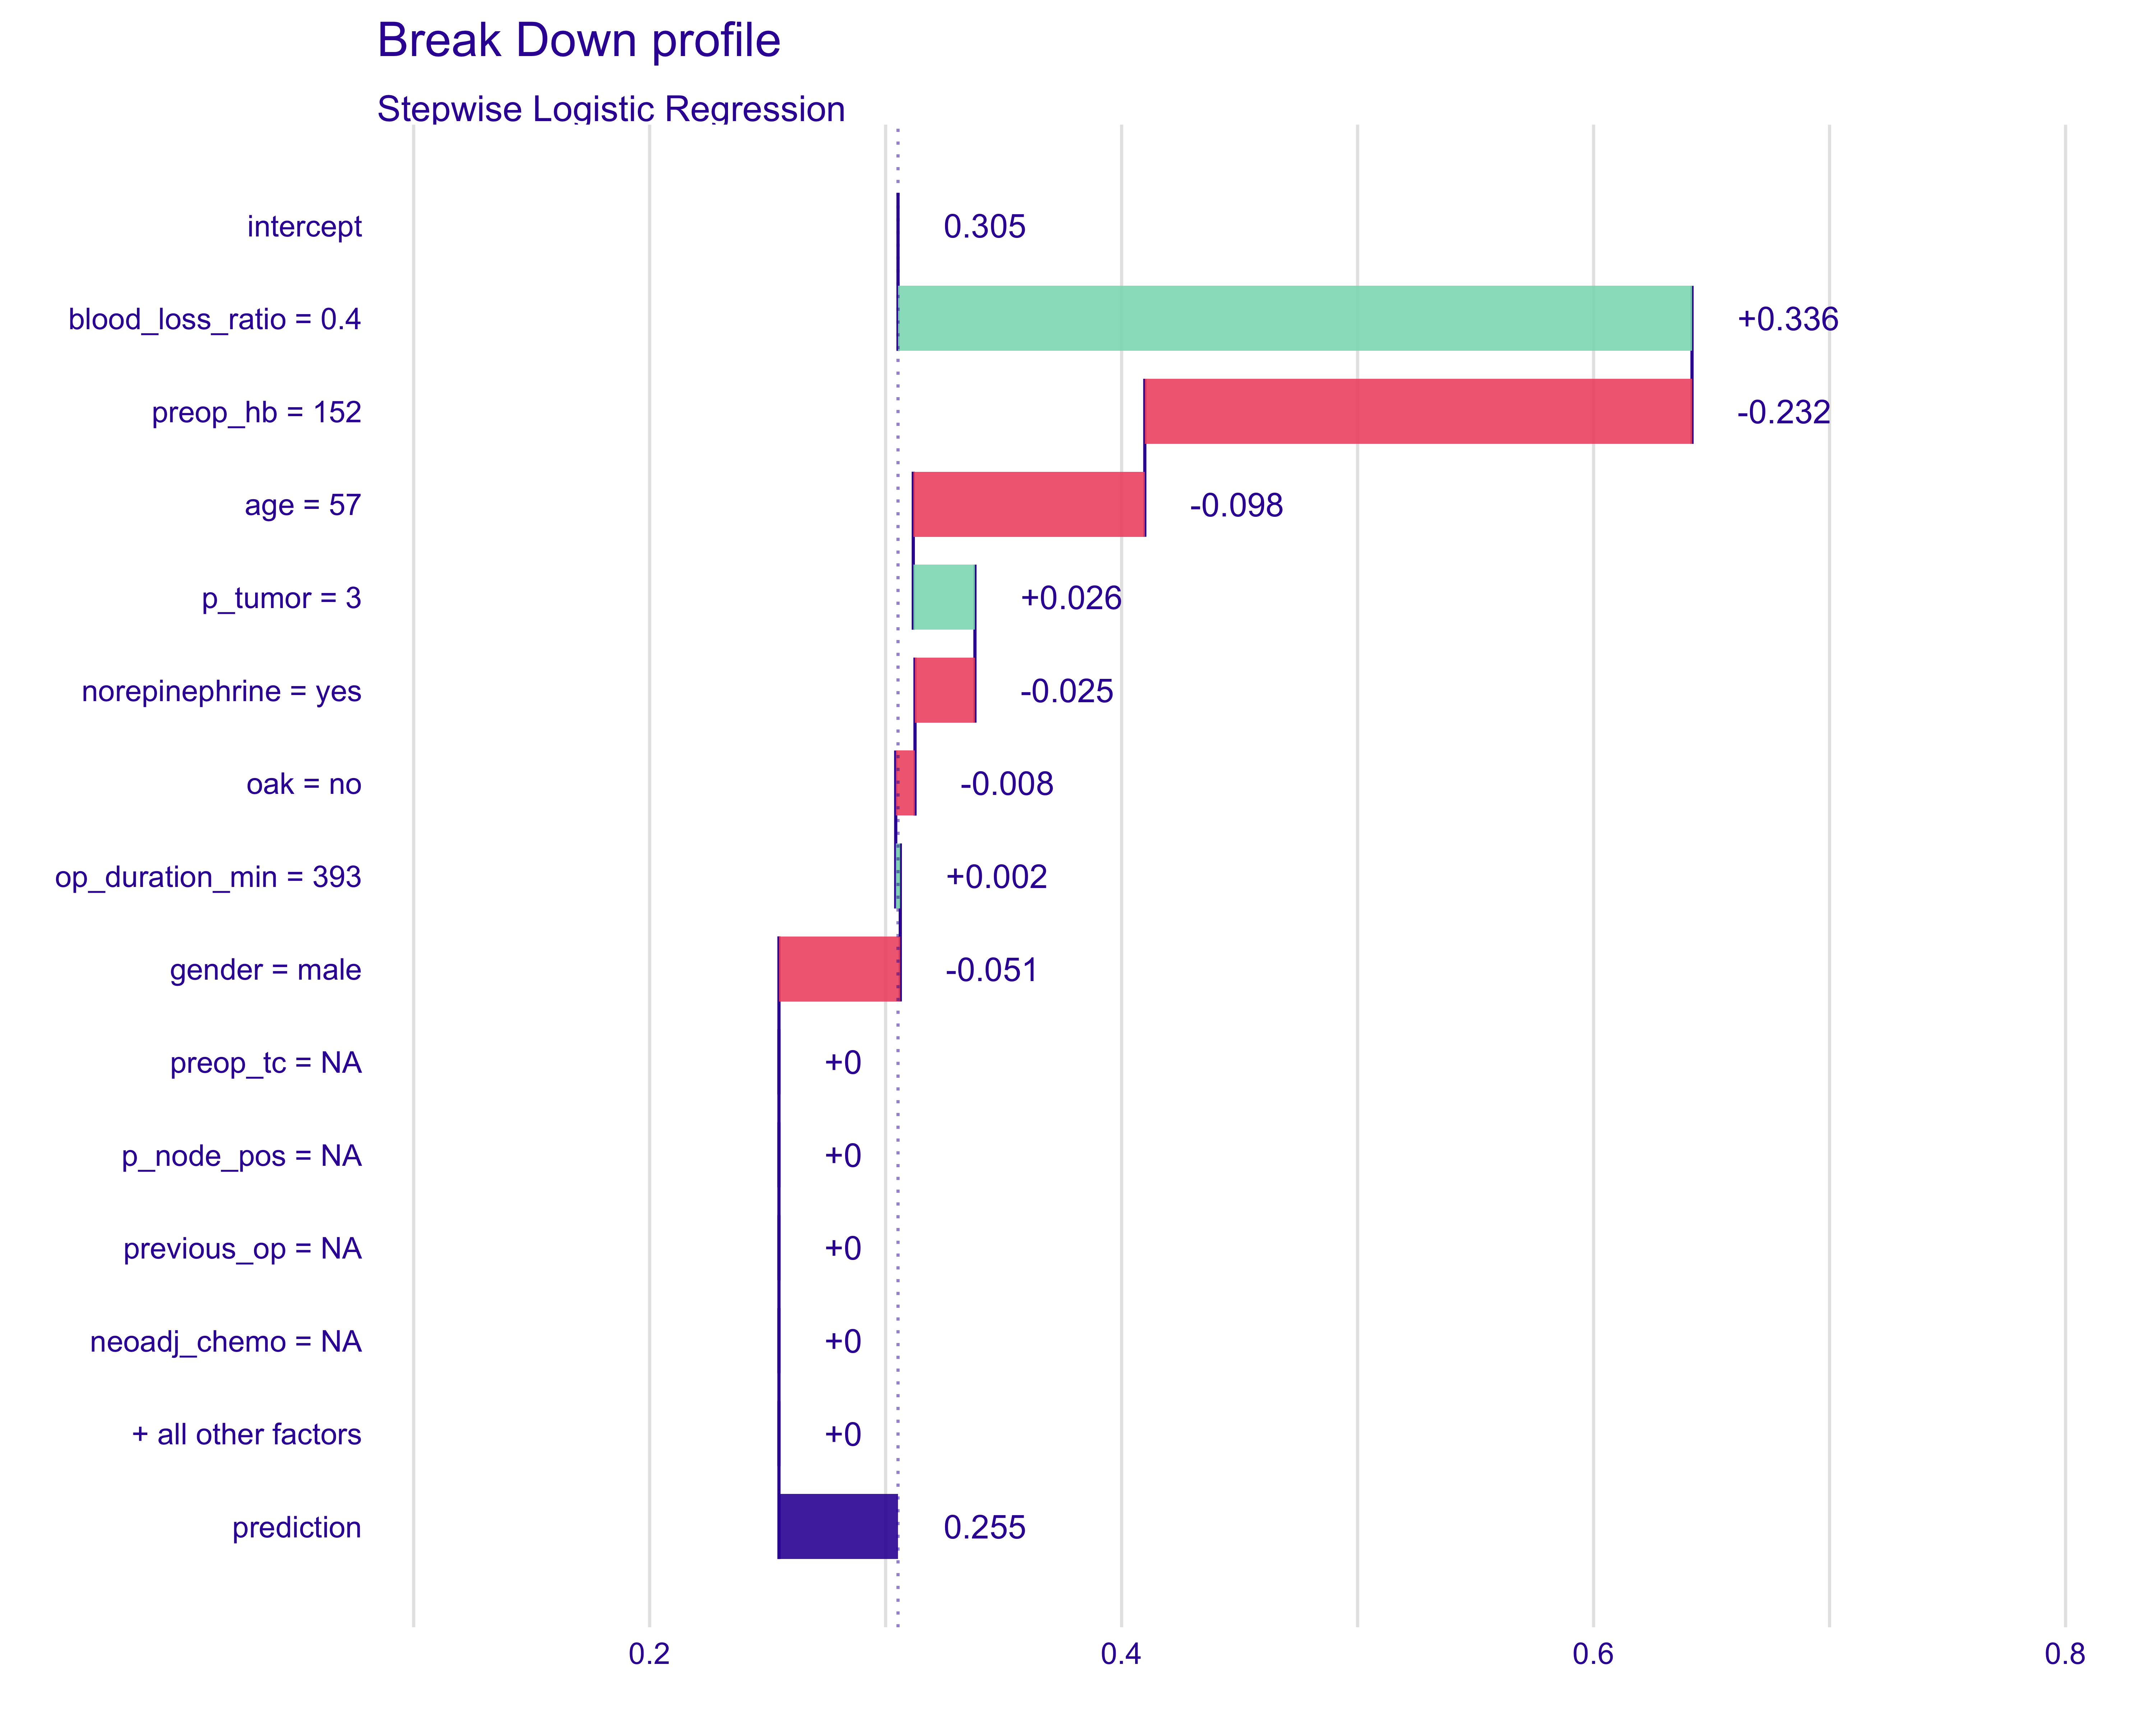 Break Down profile
Stepwise Logistic Regression
intercept 0.305
blood_loss_ratio = 0.4 +0.336
preop_hb = 152 -0.232
age = 57 -0.098
p_tumor = 3 +0.026
norepinephrine = yes -0.025
oak = no -0.008
op_duration_min = 393 +0.002
gender = male -0.051
preop_tc = NA +0
p_node_pos = NA +0
previous_op = NA +0
neoadj_chemo = NA +0
+ all other factors +0
prediction 0.255
0.2 0.4 0.6 0.8